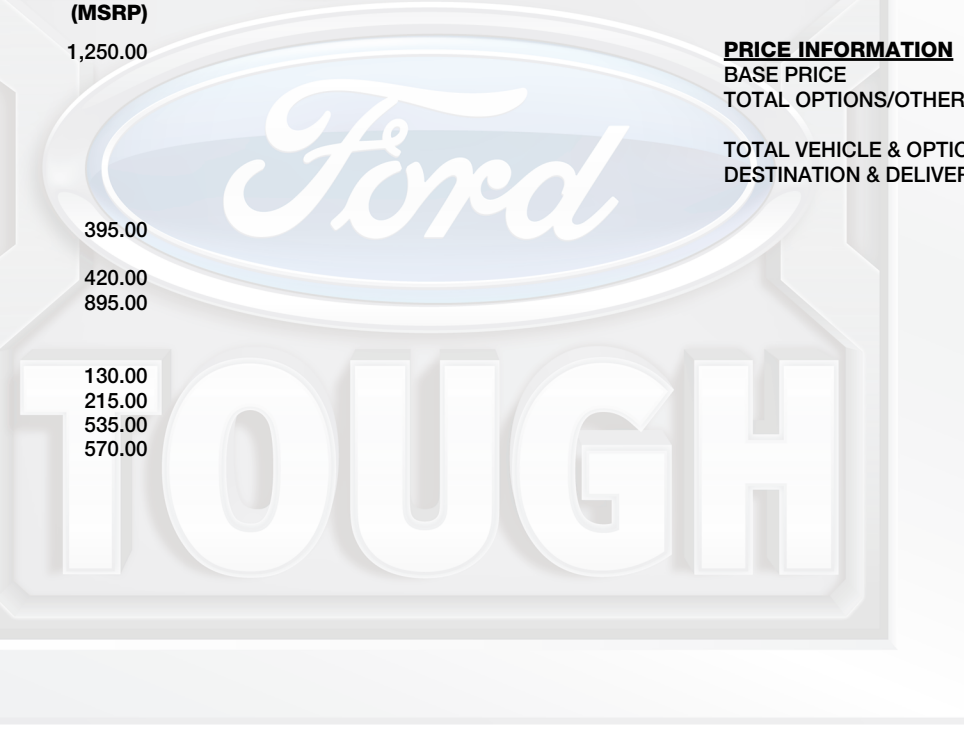 (MSRP)
1,250.00
395.00
420.00
895.00
130.00
215.00
535.00
570.00
PRICE INFORMATION
BASE PRICE
TOTAL OPTIONS/OTHER
TOTAL VEHICLE & OPTIO
DESTINATION & DELIVER
Ford
TOUGH